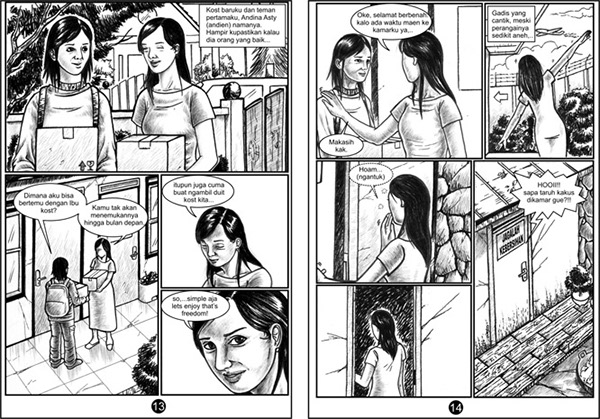 Kost baruku dan teman
pertamaku, Andina Asty
(andien) namanya.
Hampir kupastikan kalau
dia orang yang baik...
Dimana aku bisa
bertemu dengan Ibu
kost?
Kamu tak akan
menemukannya
hingga bulan depan
itupun juga cuma
buat ngambil duit
kost kita...
so,...simple aja
lets enjoy that's
freedom!
13
Oke, selamat berbenah.
kalo ada waktu maen ke
kamarku ya,..
Makasih
kak.
Gadis yang
cantik, meski
perangainya
sedikit aneh,..
Hoam...
(ngantuk)
HOOI!!!
sapa taruh kakus
dikamar gue?!!
JAGALAH
KEBERSIHAN
14